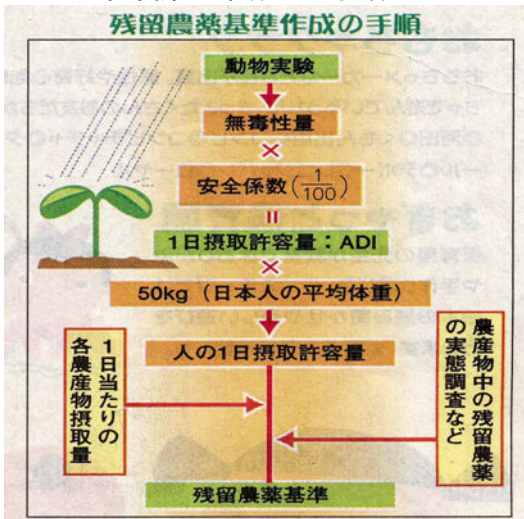 残留農薬基準作成の手順
動物実験
無毒性量
×
安全係数(1/100)
=
1日摂取許容量:ADI
×
50kg(日本人の平均体重)
人の1日摂取許容量
1日当たりの
各農産物摂取量
農産物中の残留農薬
の実態調査など
残留農薬基準